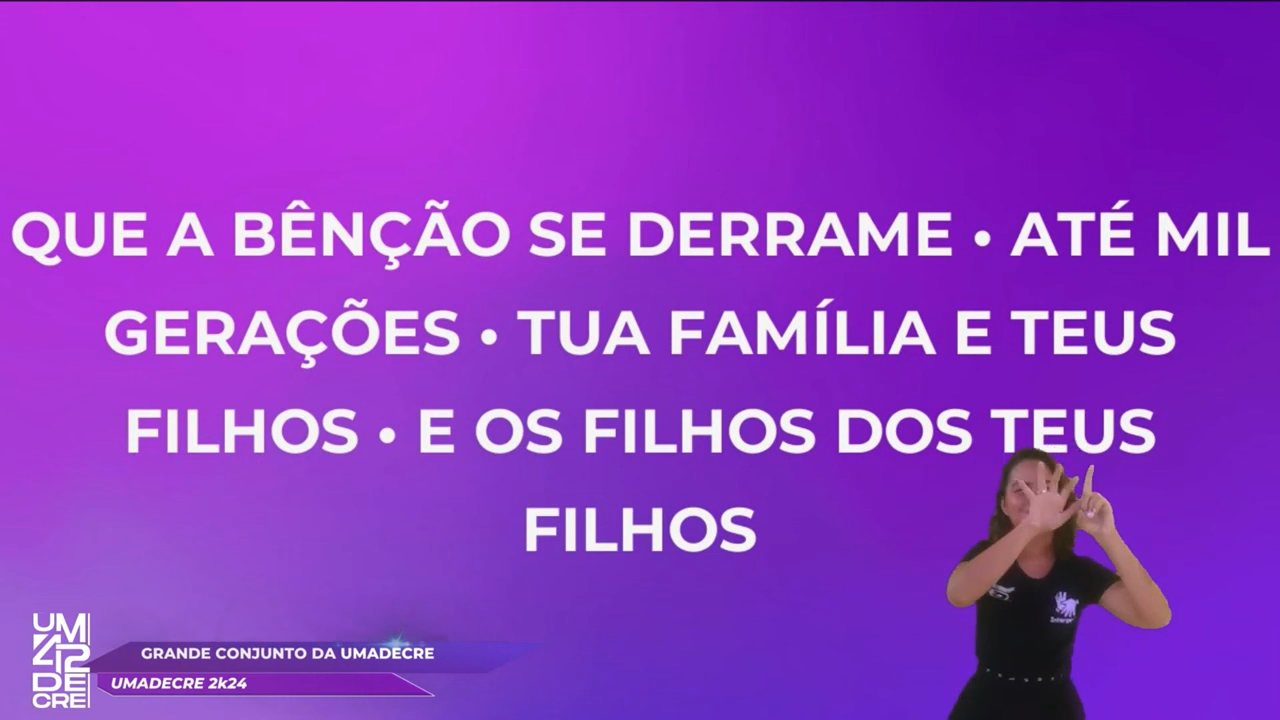 QUE A BÊNÇÃO SE DERRAME • ATÉ MIL
GERAÇÕES • TUA FAMÍLIA E TEUS
FILHOS • E OS FILHOS DOS TEUS
FILHOS
UM
42
DE
CRE
GRANDE CONJUNTO DA UMADECRE
UMADECRE 2k24